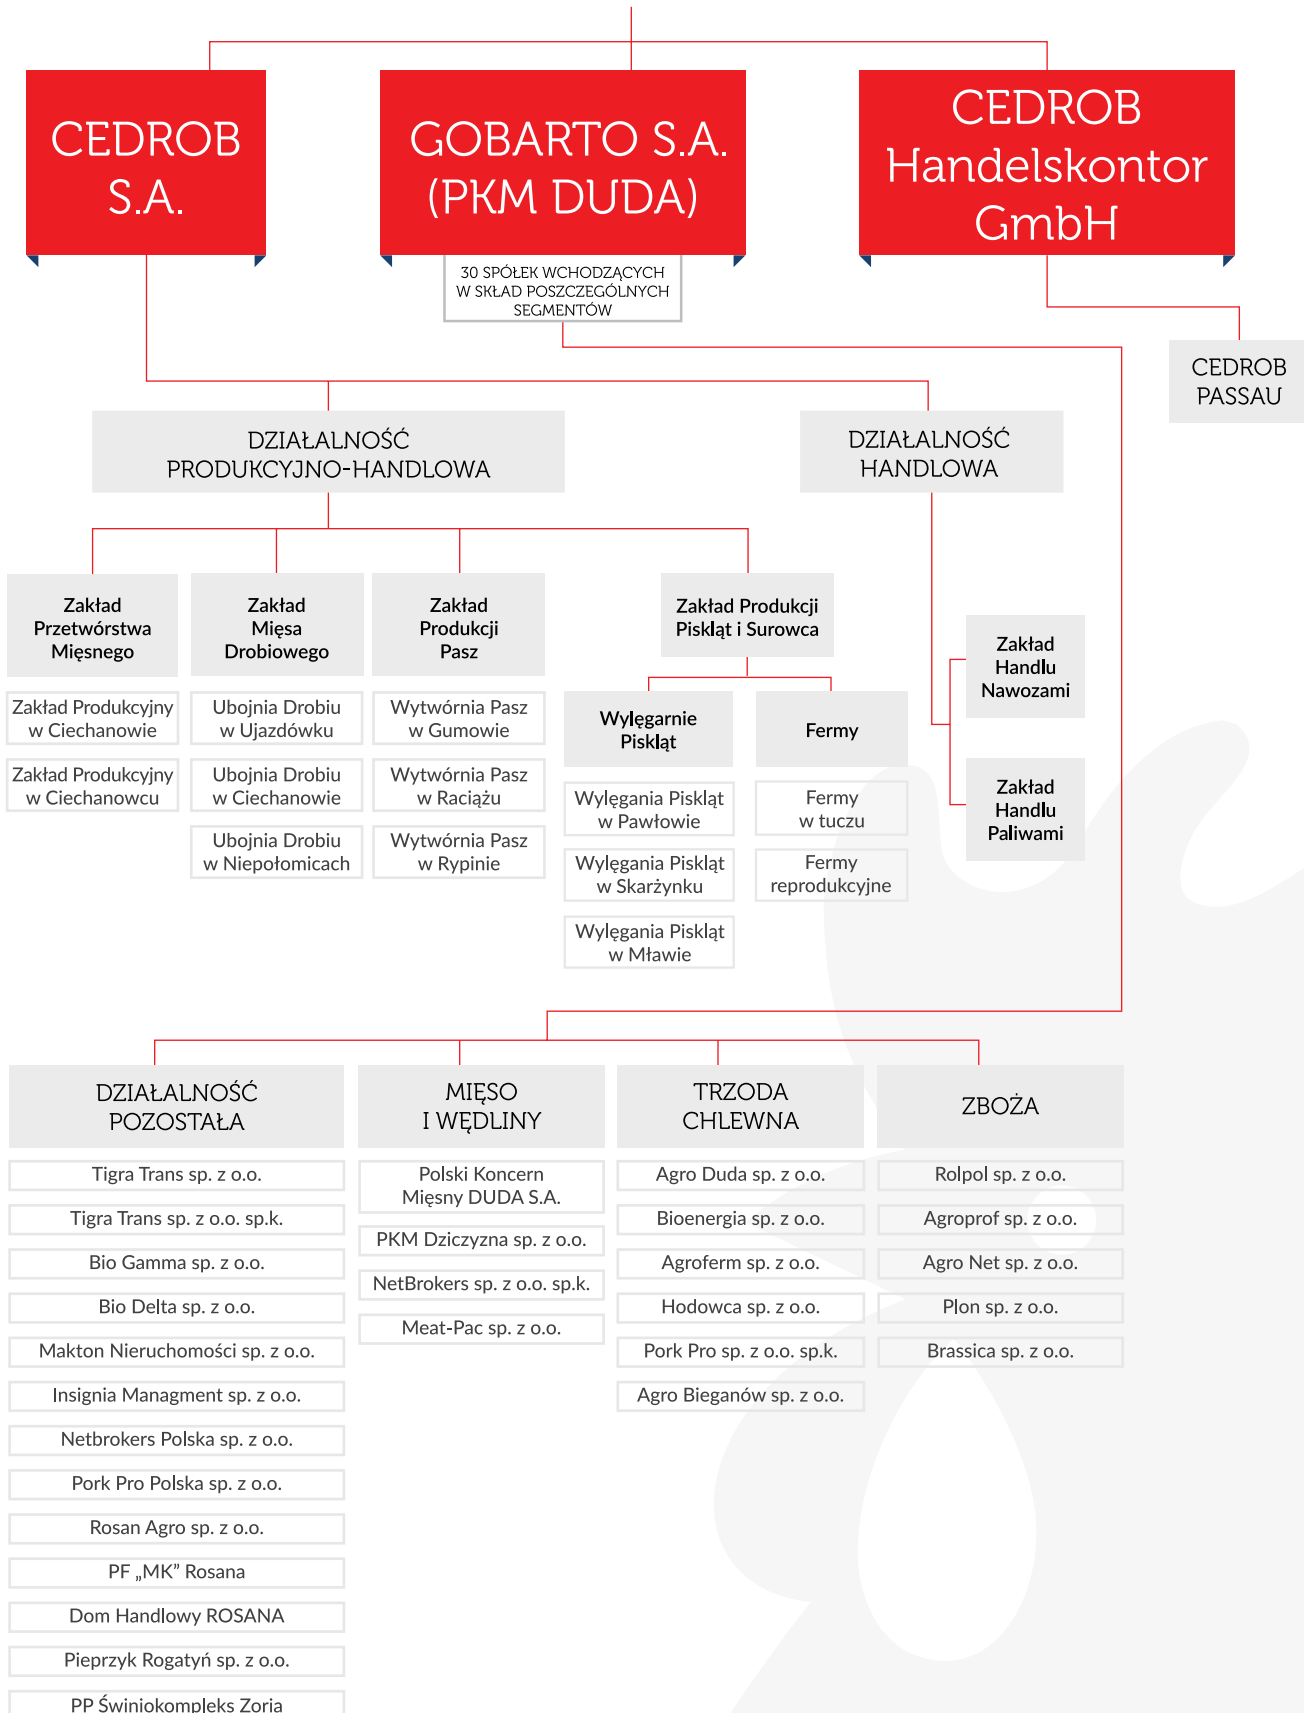 CEDROB
S.A.
GOBARTO S.A.
(PKM DUDA)
CEDROB
Handelskontor
GmbH
30 SPÓŁEK WCHODZĄCYCH
W SKŁAD POSZCZEGÓLNYCH
SEGMENTÓW
CEDROB
PASSAU
DZIAŁALNOŚĆ
PRODUKCYJNO-HANDLOWA
DZIAŁALNOŚĆ
HANDLOWA
Zakład
Przetwórstwa
Mięsnego
Zakład Produkcyjny
w Ciechanowie
Zakład Produkcyjny
w Ciechanowcu
Zakład
Mięsa
Drobiowego
Ubojnia Drobiu
w Ujazdówku
Ubojnia Drobiu
w Ciechanowie
Ubojnia Drobiu
w Niepołomicach
Zakład
Produkcji
Pasz
Wytwórnia Pasz
w Gumowie
Wytwórnia Pasz
w Raciążu
Wytwórnia Pasz
w Rypinie
Zakład Produkcji
Piskląt i Surowca
Wylęgarnie
Piskląt
Wylęgania Piskląt
w Pawłowie
Wylęgania Piskląt
w Skarżynku
Wylęgania Piskląt
w Mławie
Fermy
Fermy
w tuczu
Fermy
reprodukcyjne
Zakład
Handlu
Nawozami
Zakład
Handlu
Paliwami
DZIAŁALNOŚĆ
POZOSTAŁA
Tigra Trans sp. z o.o.
Tigra Trans sp. z o.o. sp.k.
Bio Gamma sp. z o.o.
Bio Delta sp. z o.o.
Makton Nieruchomości sp. z o.o.
Insignia Managment sp. z o.o.
Netbrokers Polska sp. z o.o.
Pork Pro Polska sp. z o.o.
Rosan Agro sp. z o.o.
PF „MK” Rosana
Dom Handlowy ROSANA
Pieprzyk Rogatyń sp. z o.o.
PP Świniokompleks Zoria
MIĘSO
I WĘDLINY
Polski Koncern
Mięsny DUDA S.A.
PKM Dziczyzna sp. z o.o.
NetBrokers sp. z o.o. sp.k.
Meat-Pac sp. z o.o.
TRZODA
CHLEWNA
Agro Duda sp. z o.o.
Bioenergia sp. z o.o.
Agroferm sp. z o.o.
Hodowca sp. z o.o.
Pork Pro sp. z o.o. sp.k.
Agro Bieganów sp. z o.o.
ZBOŻA
Rolpol sp. z o.o.
Agroprof sp. z o.o.
Agro Net sp. z o.o.
Plon sp. z o.o.
Brassica sp. z o.o.